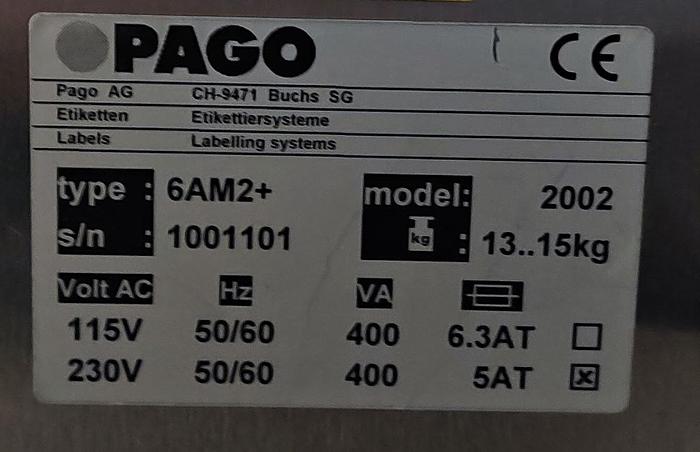 PAGO CE
Pago AG CH-9471 Buchs SG
Etiketten Etikettiersysteme
Labels Labelling systems
type : 6AM2+ model: 2002
s/n : 1001101 kg : 13..15kg
Volt AC Hz VA
115V 50/60 400 6.3AT ☐
230V 50/60 400 5AT ☒